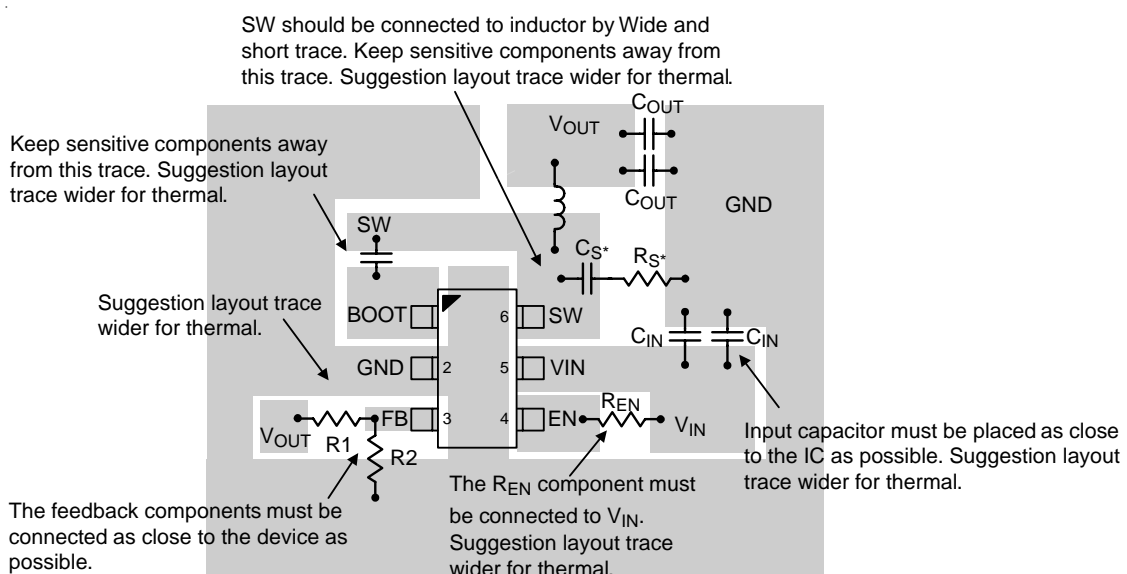 SW should be connected to inductor by Wide and
short trace. Keep sensitive components away from
this trace. Suggestion layout trace wider for thermal.
COUT
VOUT
COUT
GND
Keep sensitive components away
from this trace. Suggestion layout
trace wider for thermal.
SW
CS*
RS*
Suggestion layout trace
wider for thermal.
BOOT
6
SW
CIN
CIN
GND
2
5
VIN
VOUT
R1
R2
FB
3
4
EN
REN
VIN
Input capacitor must be placed as close
to the IC as possible. Suggestion layout
trace wider for thermal.
The feedback components must be
connected as close to the device as
possible.
The REN component must
be connected to VIN.
Suggestion layout trace
wider for thermal.